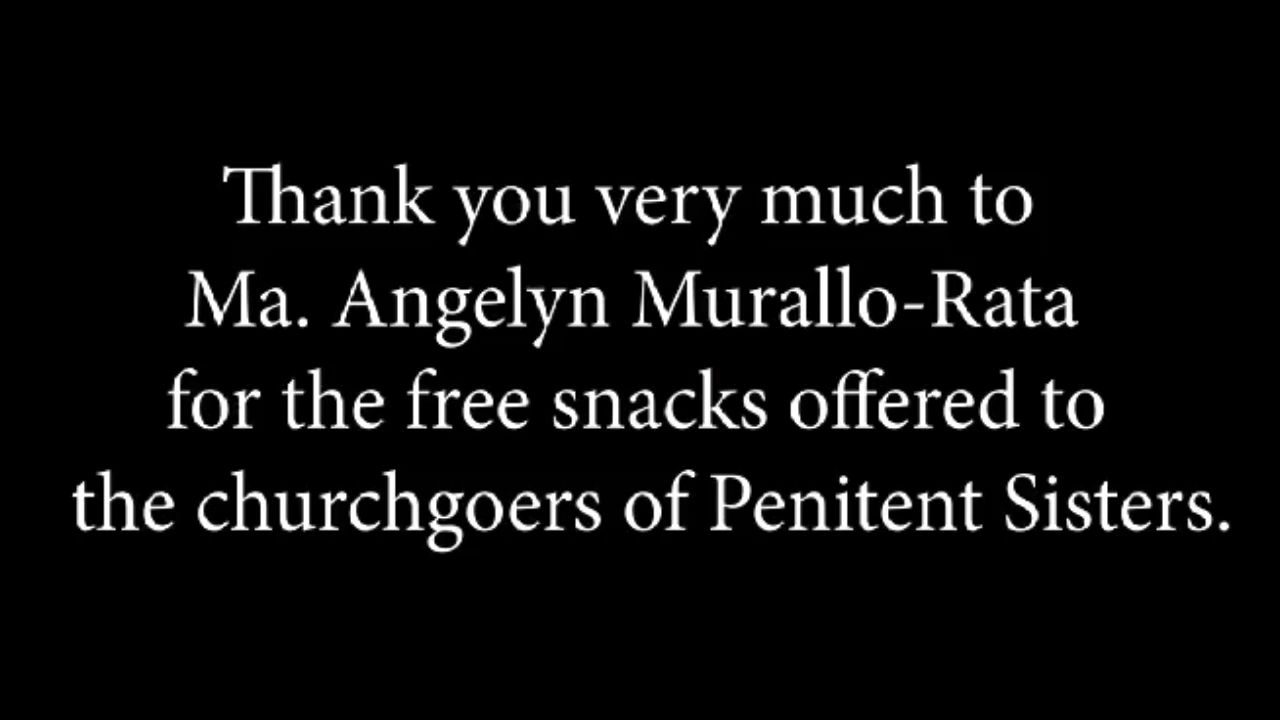 Thank you very much to
Ma. Angelyn Murallo-Rata
for the free snacks offered to
the churchgoers of Penitent Sisters.